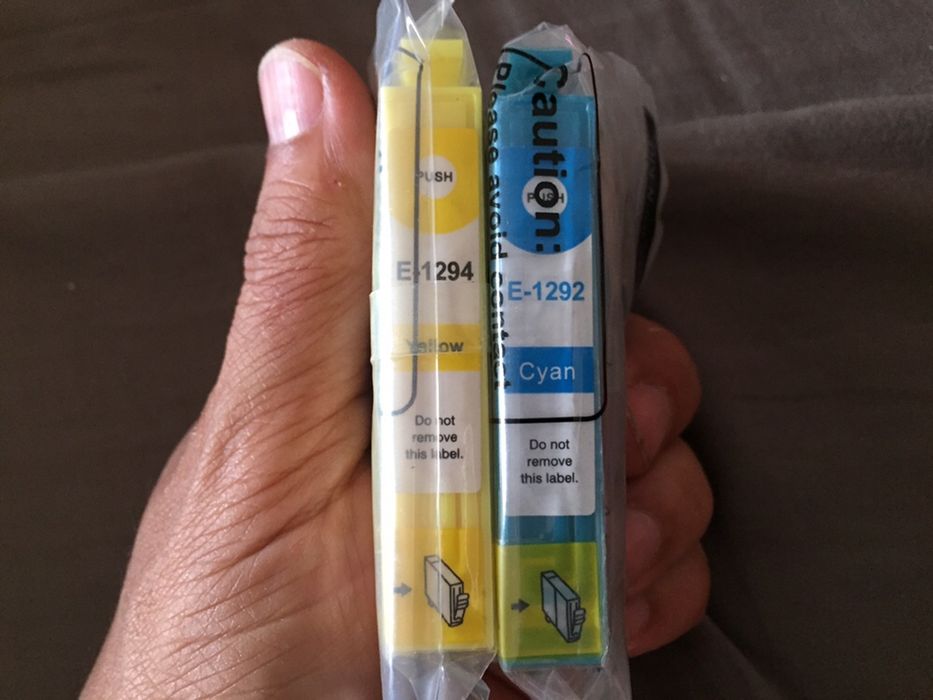 PUSH
E-1294
Yellow
Do not
remove
this label.
Caution:
Please avoid contact
PUSH
E-1292
Cyan
Do not
remove
this label.